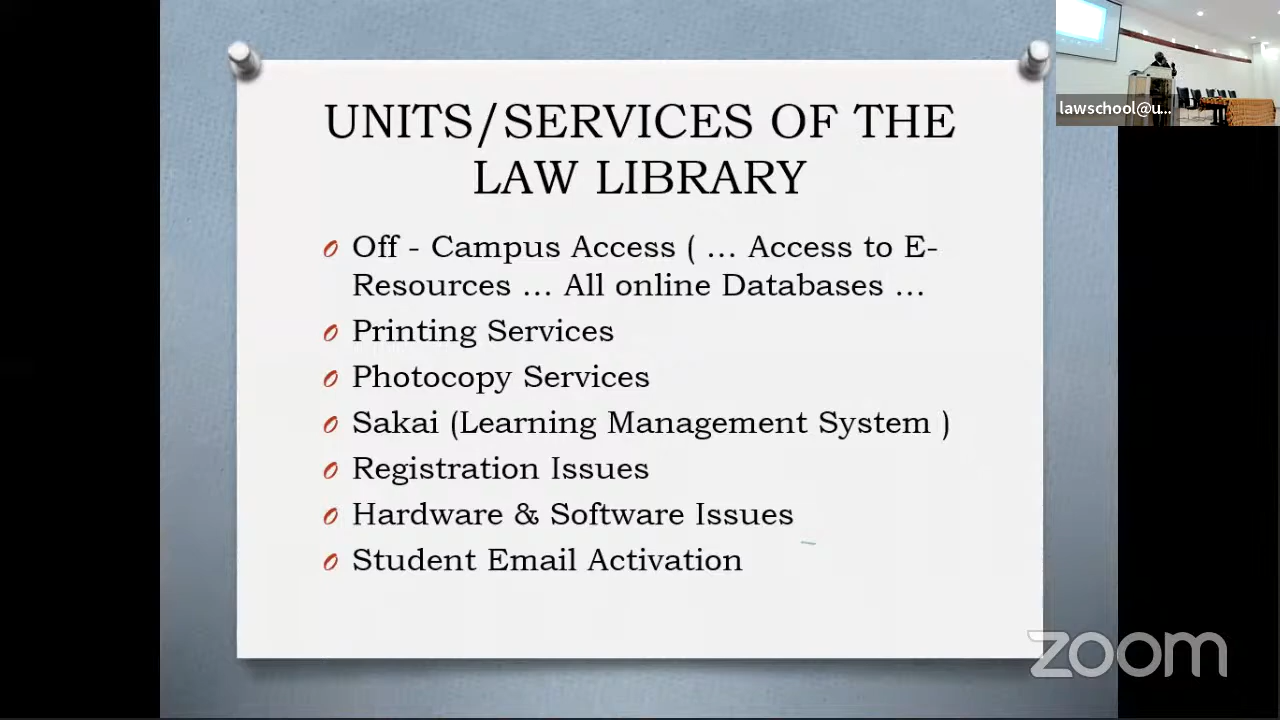 UNITS/SERVICES OF THE
LAW LIBRARY
Off - Campus Access ( ... Access to E-
Resources ... All online Databases ...
Printing Services
Photocopy Services
Sakai (Learning Management System )
Registration Issues
Hardware & Software Issues
Student Email Activation
lawschool@u...
zoom